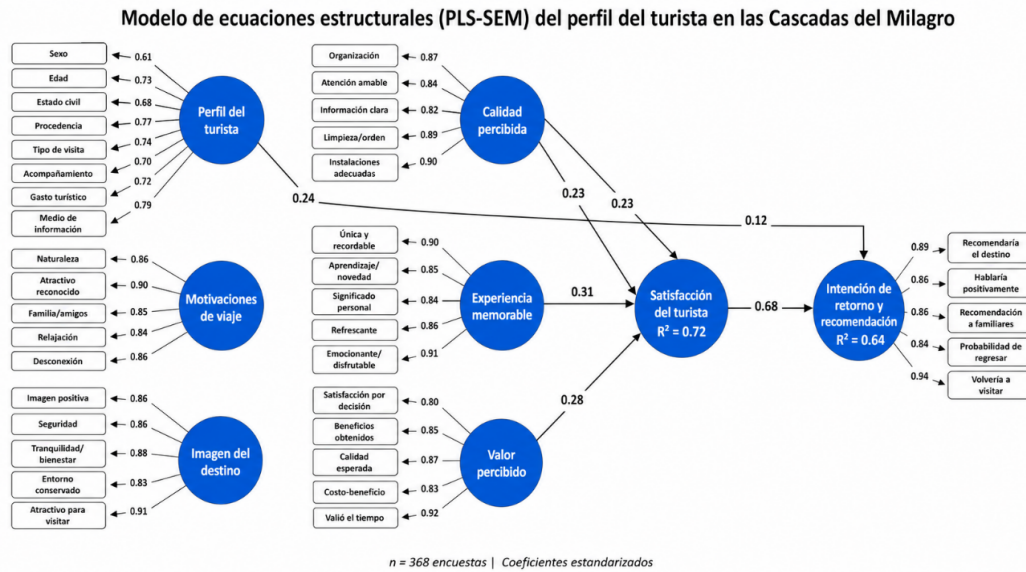 Modelo de ecuaciones estructurales (PLS-SEM) del perfil del turista en las Cascadas del Milagro
Sexo
0.61
Edad
0.73
Estado civil
0.68
Procedencia
0.77
Tipo de visita
0.74
Acompañamiento
0.70
Gasto turístico
0.72
Medio de
información
0.79
Perfil del
turista
Organización
0.87
Atención amable
0.84
Información clara
0.82
Limpieza/orden
0.89
Instalaciones
adecuadas
0.90
Calidad
percibida
0.24
0.23
0.23
0.12
Naturaleza
0.86
Atractivo
reconocido
0.90
Familia/amigos
0.85
Relajación
0.84
Desconexión
0.86
Motivaciones
de viaje
Única y
recordable
0.90
Aprendizaje/
novedad
0.85
Significado
personal
0.84
Refrescante
0.86
Emocionante/
disfrutable
0.91
Experiencia
memorable
0.31
Satisfacción
del turista
R² = 0.72
0.68
Intención de
retorno y
recomendación
R² = 0.64
0.89
Recomendaría
el destino
0.86
Hablaría
positivamente
0.86
Recomendación
a familiares
0.84
Probabilidad de
regresar
0.94
Volvería a
visitar
Imagen positiva
0.86
Seguridad
0.86
Tranquilidad/
bienestar
0.88
Entorno
conservado
0.83
Atractivo para
visitar
0.91
Imagen del
destino
Satisfacción por
decisión
0.80
Beneficios
obtenidos
0.85
Calidad
esperada
0.87
Costo-beneficio
0.83
Valió el tiempo
0.92
Valor
percibido
0.28
n = 368 encuestas | Coeficientes estandarizados